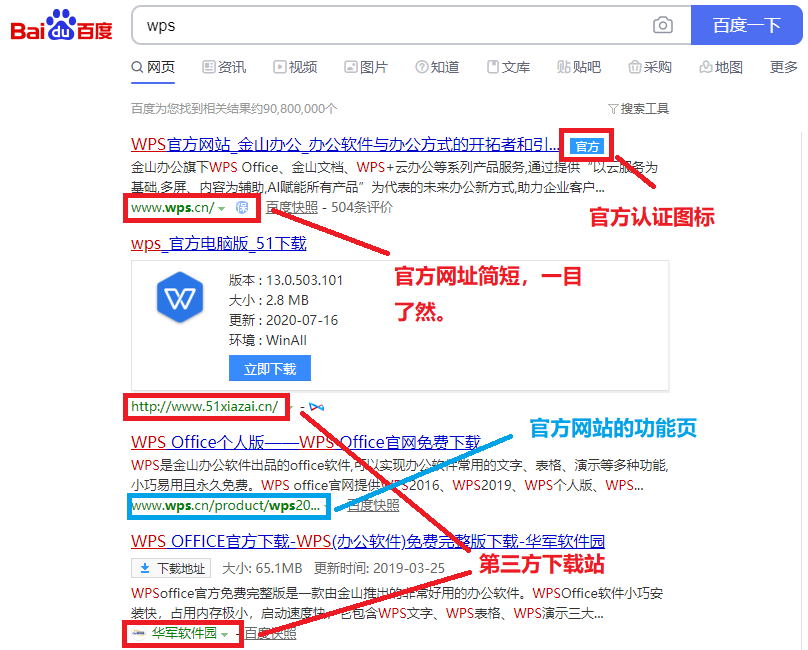 Bai du 百度
wps
百度一下
网页 资讯 视频 图片 知道 文库 贴吧 采购 地图 更多
百度为您找到相关结果约90,800,000个
搜索工具
WPS官方网站_金山办公_办公软件与办公方式的开拓者和引... 官方
金山办公旗下WPS Office、金山文档、WPS+云办公等系列产品服务,通过提供“以云服务为
基础,多屏、内容为辅助,AI赋能所有产品”为代表的未来办公新方式,助力企业客户...
官方认证图标
www.wps.cn/ 保 百度快照 - 504条评价
wps_官方电脑版_51下载
官方网址简短，一目
了然。
版本 : 13.0.503.101
大小 : 2.8 MB
更新 : 2020-07-16
环境 : WinAll
立即下载
http://www.51xiazai.cn/ -
官方网站的功能页
WPS Office个人版——WPS Office官网免费下载
WPS是金山办公软件出品的office软件,可以实现办公软件常用的文字、表格、演示等多种功能,
小巧易用且永久免费。WPS office官网提供WPS2016、WPS2019、WPS个人版、WPS...
www.wps.cn/product/wps20... 百度快照
WPS OFFICE官方下载-WPS(办公软件)免费完整版下载-华军软件园
第三方下载站
下载地址 大小: 65.1MB 更新时间: 2019-03-25
WPSoffice官方免费完整版是一款由金山推出的非常好用的办公软件。WPSOffice软件小巧安
装快，占用内存极小，启动速度快，它包含WPS文字、WPS表格、WPS演示三大...
华军软件园 - 百度快照